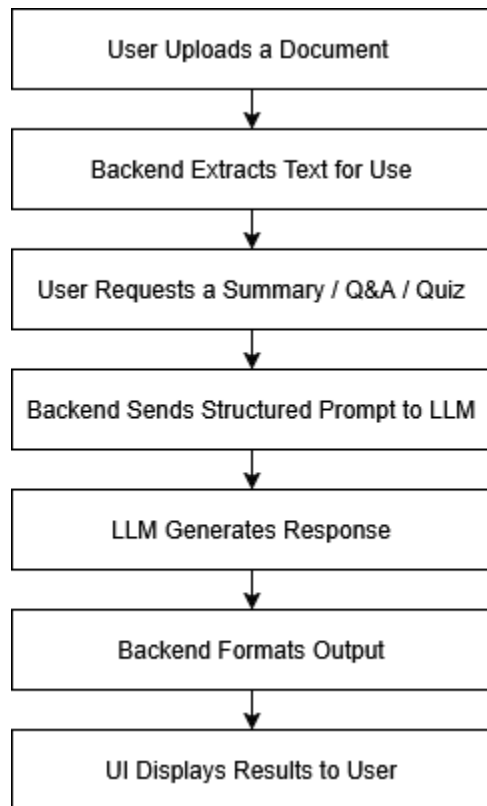 User Uploads a Document
Backend Extracts Text for Use
User Requests a Summary / Q&A / Quiz
Backend Sends Structured Prompt to LLM
LLM Generates Response
Backend Formats Output
UI Displays Results to User